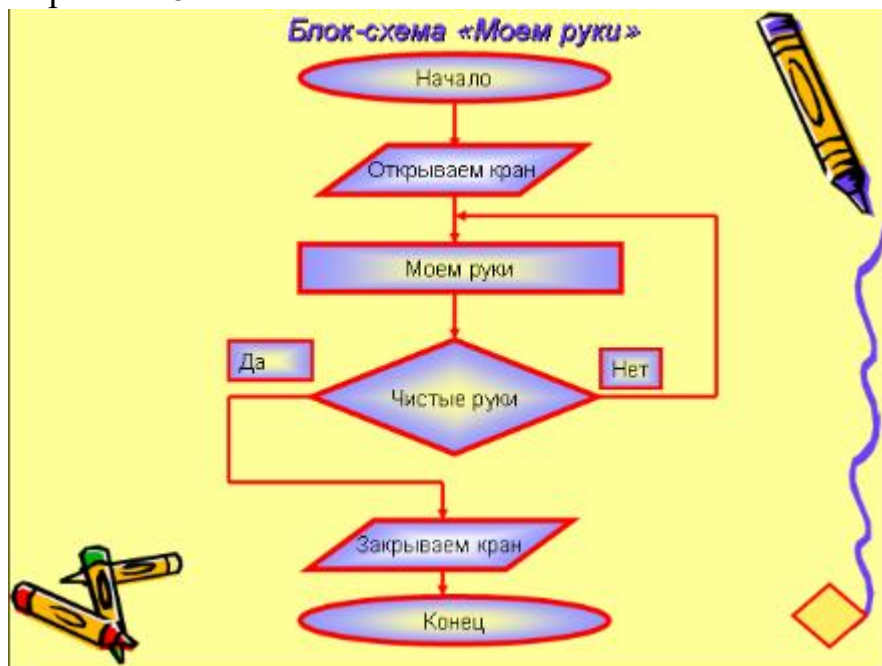 Блок-схема «Моем руки»
Начало
Открываем кран
Моем руки
Да
Нет
Чистые руки
Закрываем кран
Конец